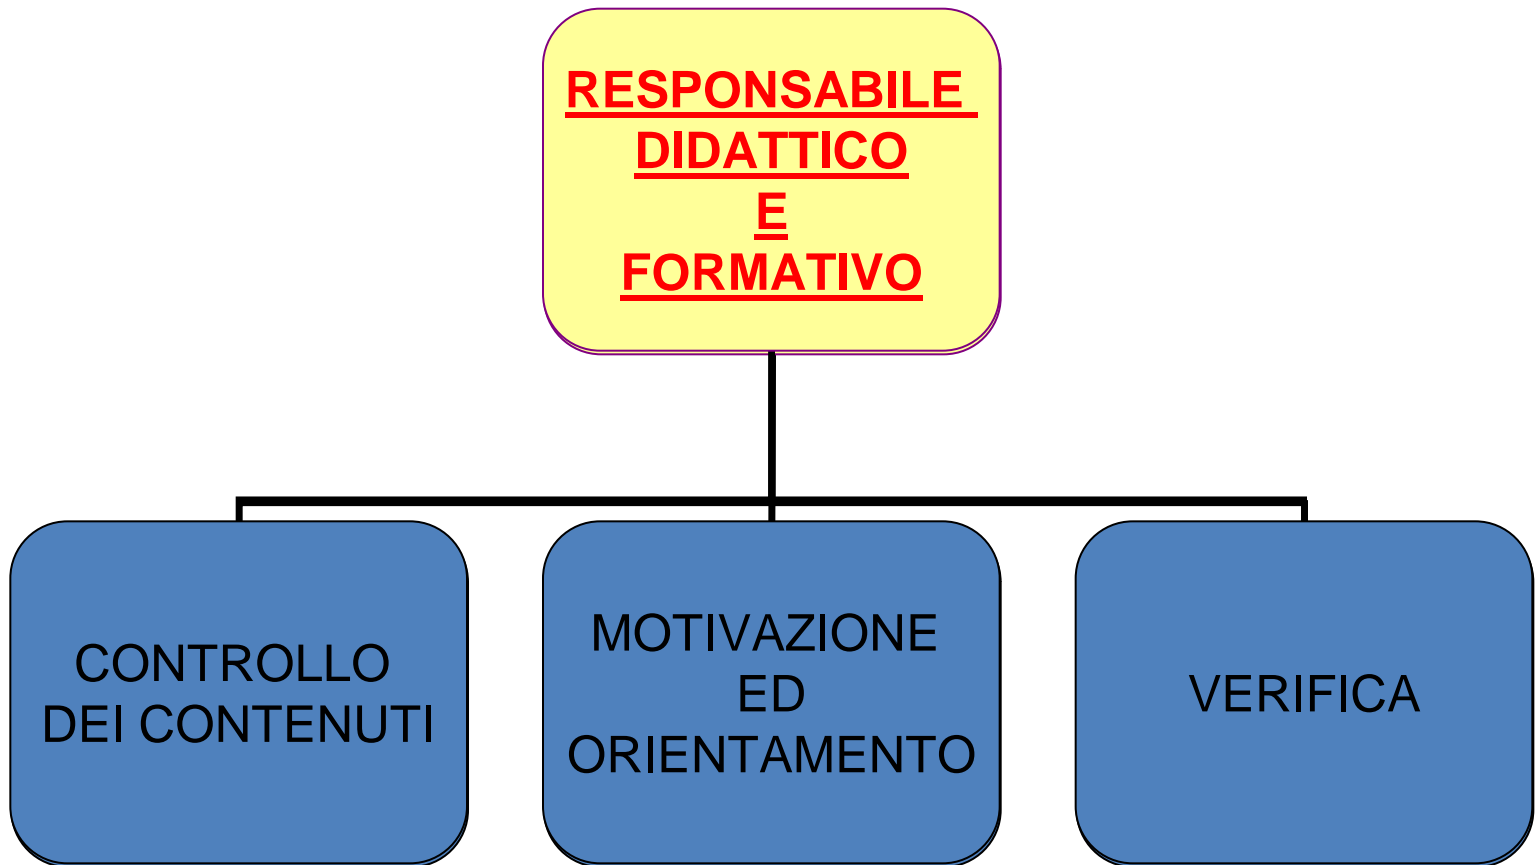 RESPONSABILE
DIDATTICO
E
FORMATIVO
CONTROLLO
DEI CONTENUTI
MOTIVAZIONE
ED
ORIENTAMENTO
VERIFICA